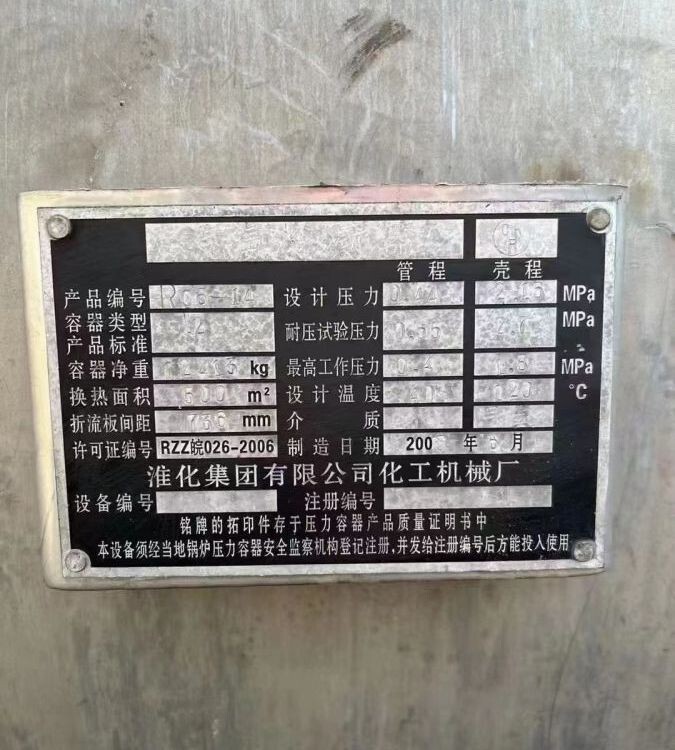 管程 壳程
产品编号 R06-14 设计压力 0.44 MPa
容器类型 耐压试验压力 MPa
产品标准
容器净重 kg 最高工作压力 MPa
换热面积 500 m² 设计温度 °C
折流板间距 mm 介质
许可证编号 RZZ皖026-2006 制造日期 200 年 月
淮化集团有限公司化工机械厂
设备编号 注册编号
铭牌的拓印件存于压力容器产品质量证明书中
本设备须经当地锅炉压力容器安全监察机构登记注册,并发给注册编号后方能投入使用